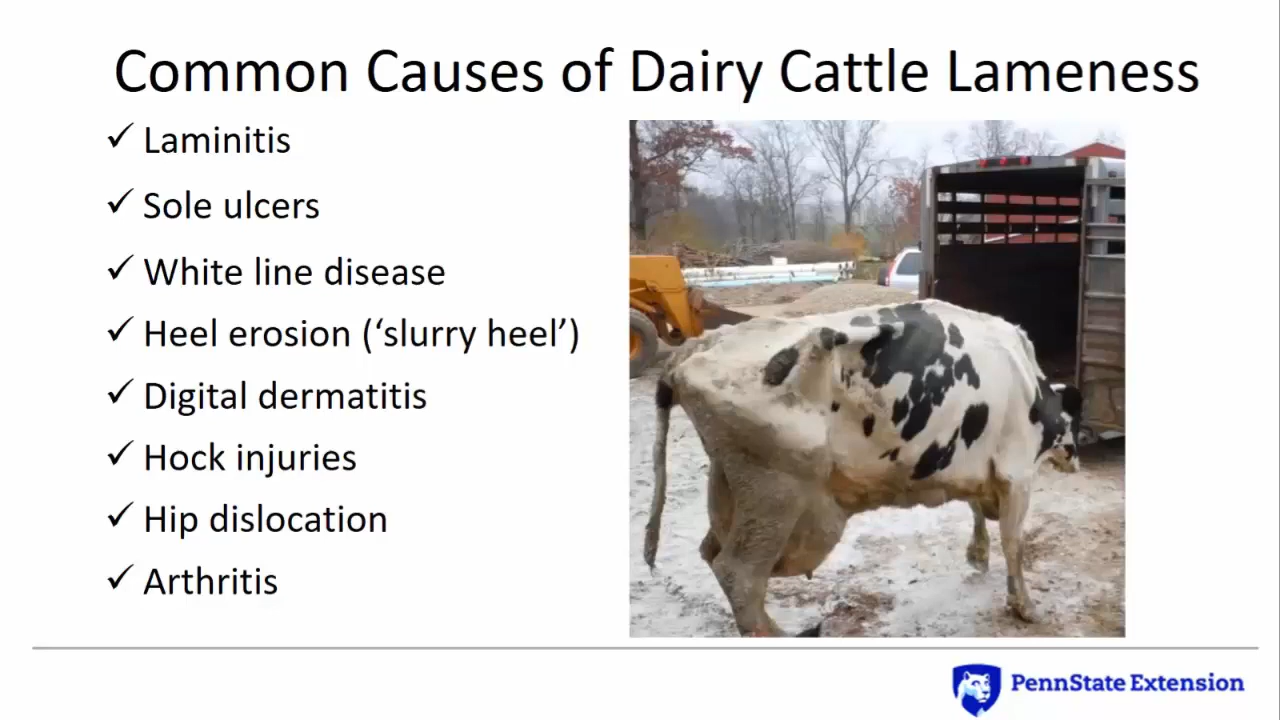 Common Causes of Dairy Cattle Lameness
✓ Laminitis
✓ Sole ulcers
✓ White line disease
✓ Heel erosion (‘slurry heel’)
✓ Digital dermatitis
✓ Hock injuries
✓ Hip dislocation
✓ Arthritis
PennState Extension